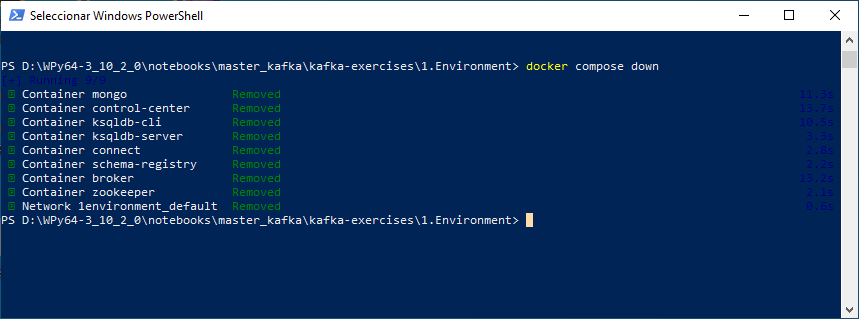 Seleccionar Windows PowerShell
PS D:\WPy64-3_10_2_0\notebooks\master_kafka\kafka-exercises\1.Environment> docker compose down
[+] Running 9/9
Container mongo Removed 11.3s
Container control-center Removed 13.7s
Container ksqldb-cli Removed 10.5s
Container ksqldb-server Removed 3.3s
Container connect Removed 2.8s
Container schema-registry Removed 2.2s
Container broker Removed 13.2s
Container zookeeper Removed 2.1s
Network 1environment_default Removed 0.6s
PS D:\WPy64-3_10_2_0\notebooks\master_kafka\kafka-exercises\1.Environment>